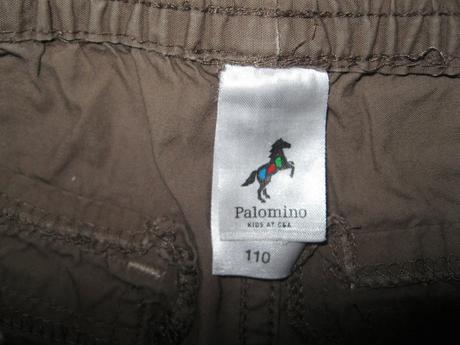 Palomino
KIDS AT C&A
110